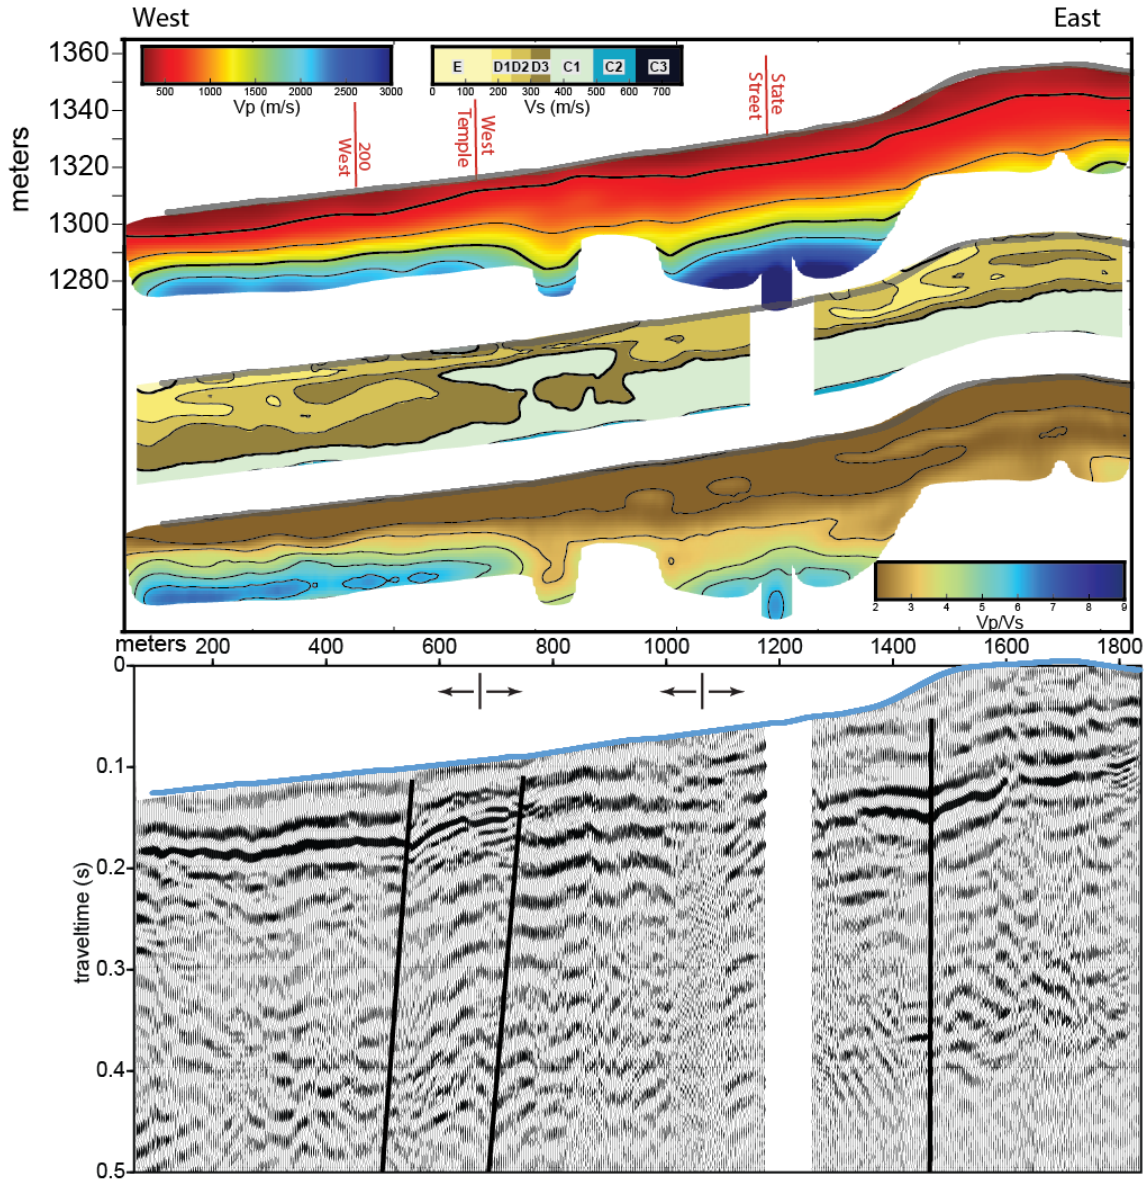 West East
1360
1340
1320
1300
1280
meters
500 1000 1500 2000 2500 3000
Vp (m/s)
E D1 D2 D3 C1 C2 C3
0 100 200 300 400 500 600 700
Vs (m/s)
200
West
West
Temple
State
Street
2 3 4 5 6 7 8 9
Vp/Vs
meters 200 400 600 800 1000 1200 1400 1600 1800
0
0.1
0.2
0.3
0.4
0.5
traveltime (s)